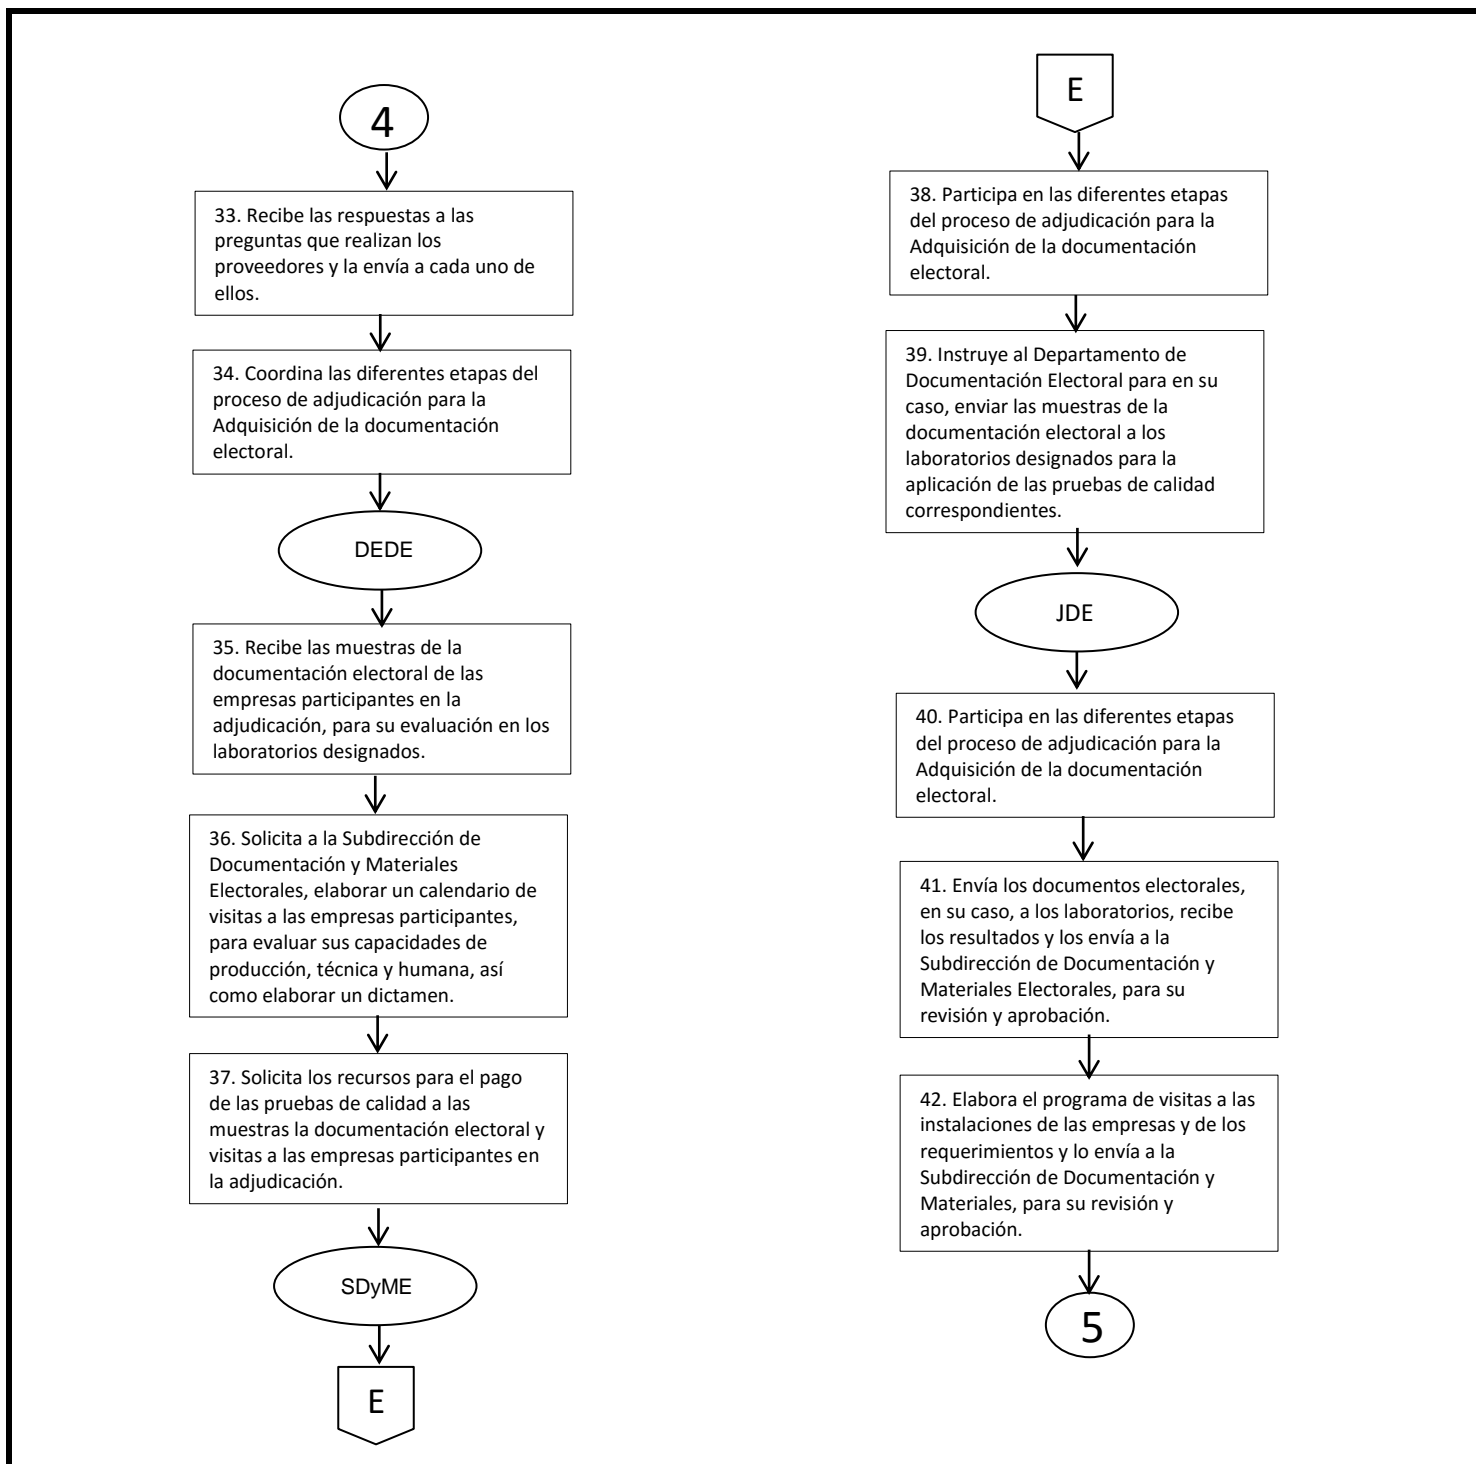 4
33. Recibe las respuestas a las
preguntas que realizan los
proveedores y la envía a cada uno de
ellos.
34. Coordina las diferentes etapas del
proceso de adjudicación para la
Adquisición de la documentación
electoral.
DEDE
35. Recibe las muestras de la
documentación electoral de las
empresas participantes en la
adjudicación, para su evaluación en los
laboratorios designados.
36. Solicita a la Subdirección de
Documentación y Materiales
Electorales, elaborar un calendario de
visitas a las empresas participantes,
para evaluar sus capacidades de
producción, técnica y humana, así
como elaborar un dictamen.
37. Solicita los recursos para el pago
de las pruebas de calidad a las
muestras la documentación electoral y
visitas a las empresas participantes en
la adjudicación.
SDyME
E
E
38. Participa en las diferentes etapas
del proceso de adjudicación para la
Adquisición de la documentación
electoral.
39. Instruye al Departamento de
Documentación Electoral para en su
caso, enviar las muestras de la
documentación electoral a los
laboratorios designados para la
aplicación de las pruebas de calidad
correspondientes.
JDE
40. Participa en las diferentes etapas
del proceso de adjudicación para la
Adquisición de la documentación
electoral.
41. Envía los documentos electorales,
en su caso, a los laboratorios, recibe
los resultados y los envía a la
Subdirección de Documentación y
Materiales Electorales, para su
revisión y aprobación.
42. Elabora el programa de visitas a las
instalaciones de las empresas y de los
requerimientos y lo envía a la
Subdirección de Documentación y
Materiales, para su revisión y
aprobación.
5